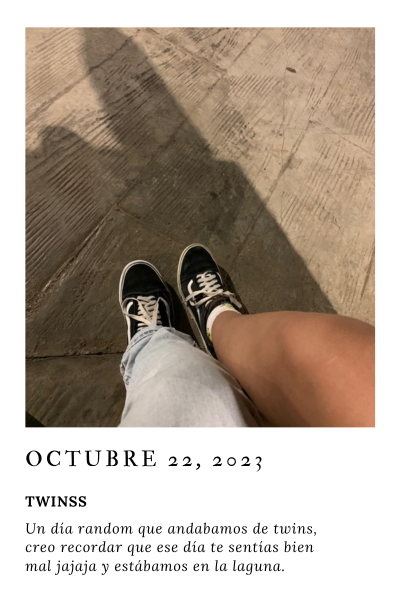 OCTUBRE 22, 2023
TWINSS
Un día random que andabamos de twins,
creo recordar que ese día te sentías bien
mal jajaja y estábamos en la laguna.